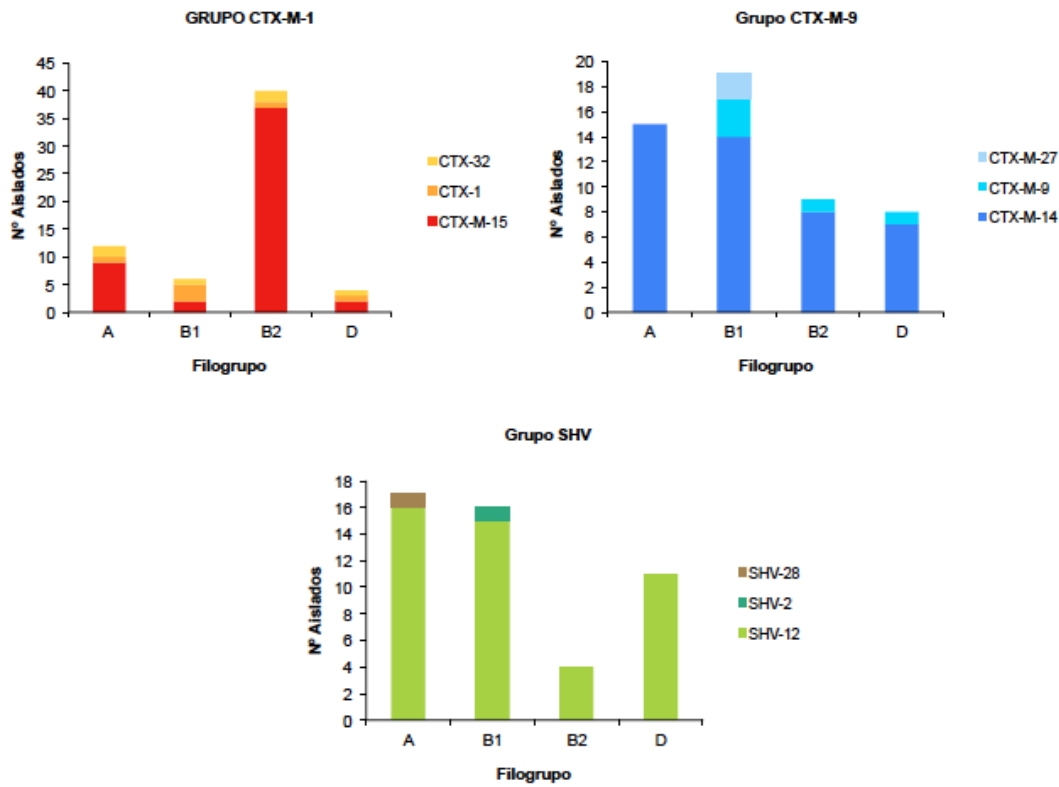 GRUPO CTX-M-1
45
40
35
30
25
20
15
10
5
0
Nº Aislados
A B1 B2 D
Filogrupo
CTX-32
CTX-1
CTX-M-15
Grupo CTX-M-9
20
18
16
14
12
10
8
6
4
2
0
Nº Aislados
A B1 B2 D
Filogrupo
CTX-M-27
CTX-M-9
CTX-M-14
Grupo SHV
18
16
14
12
10
8
6
4
2
0
Nº Aislados
A B1 B2 D
Filogrupo
SHV-28
SHV-2
SHV-12